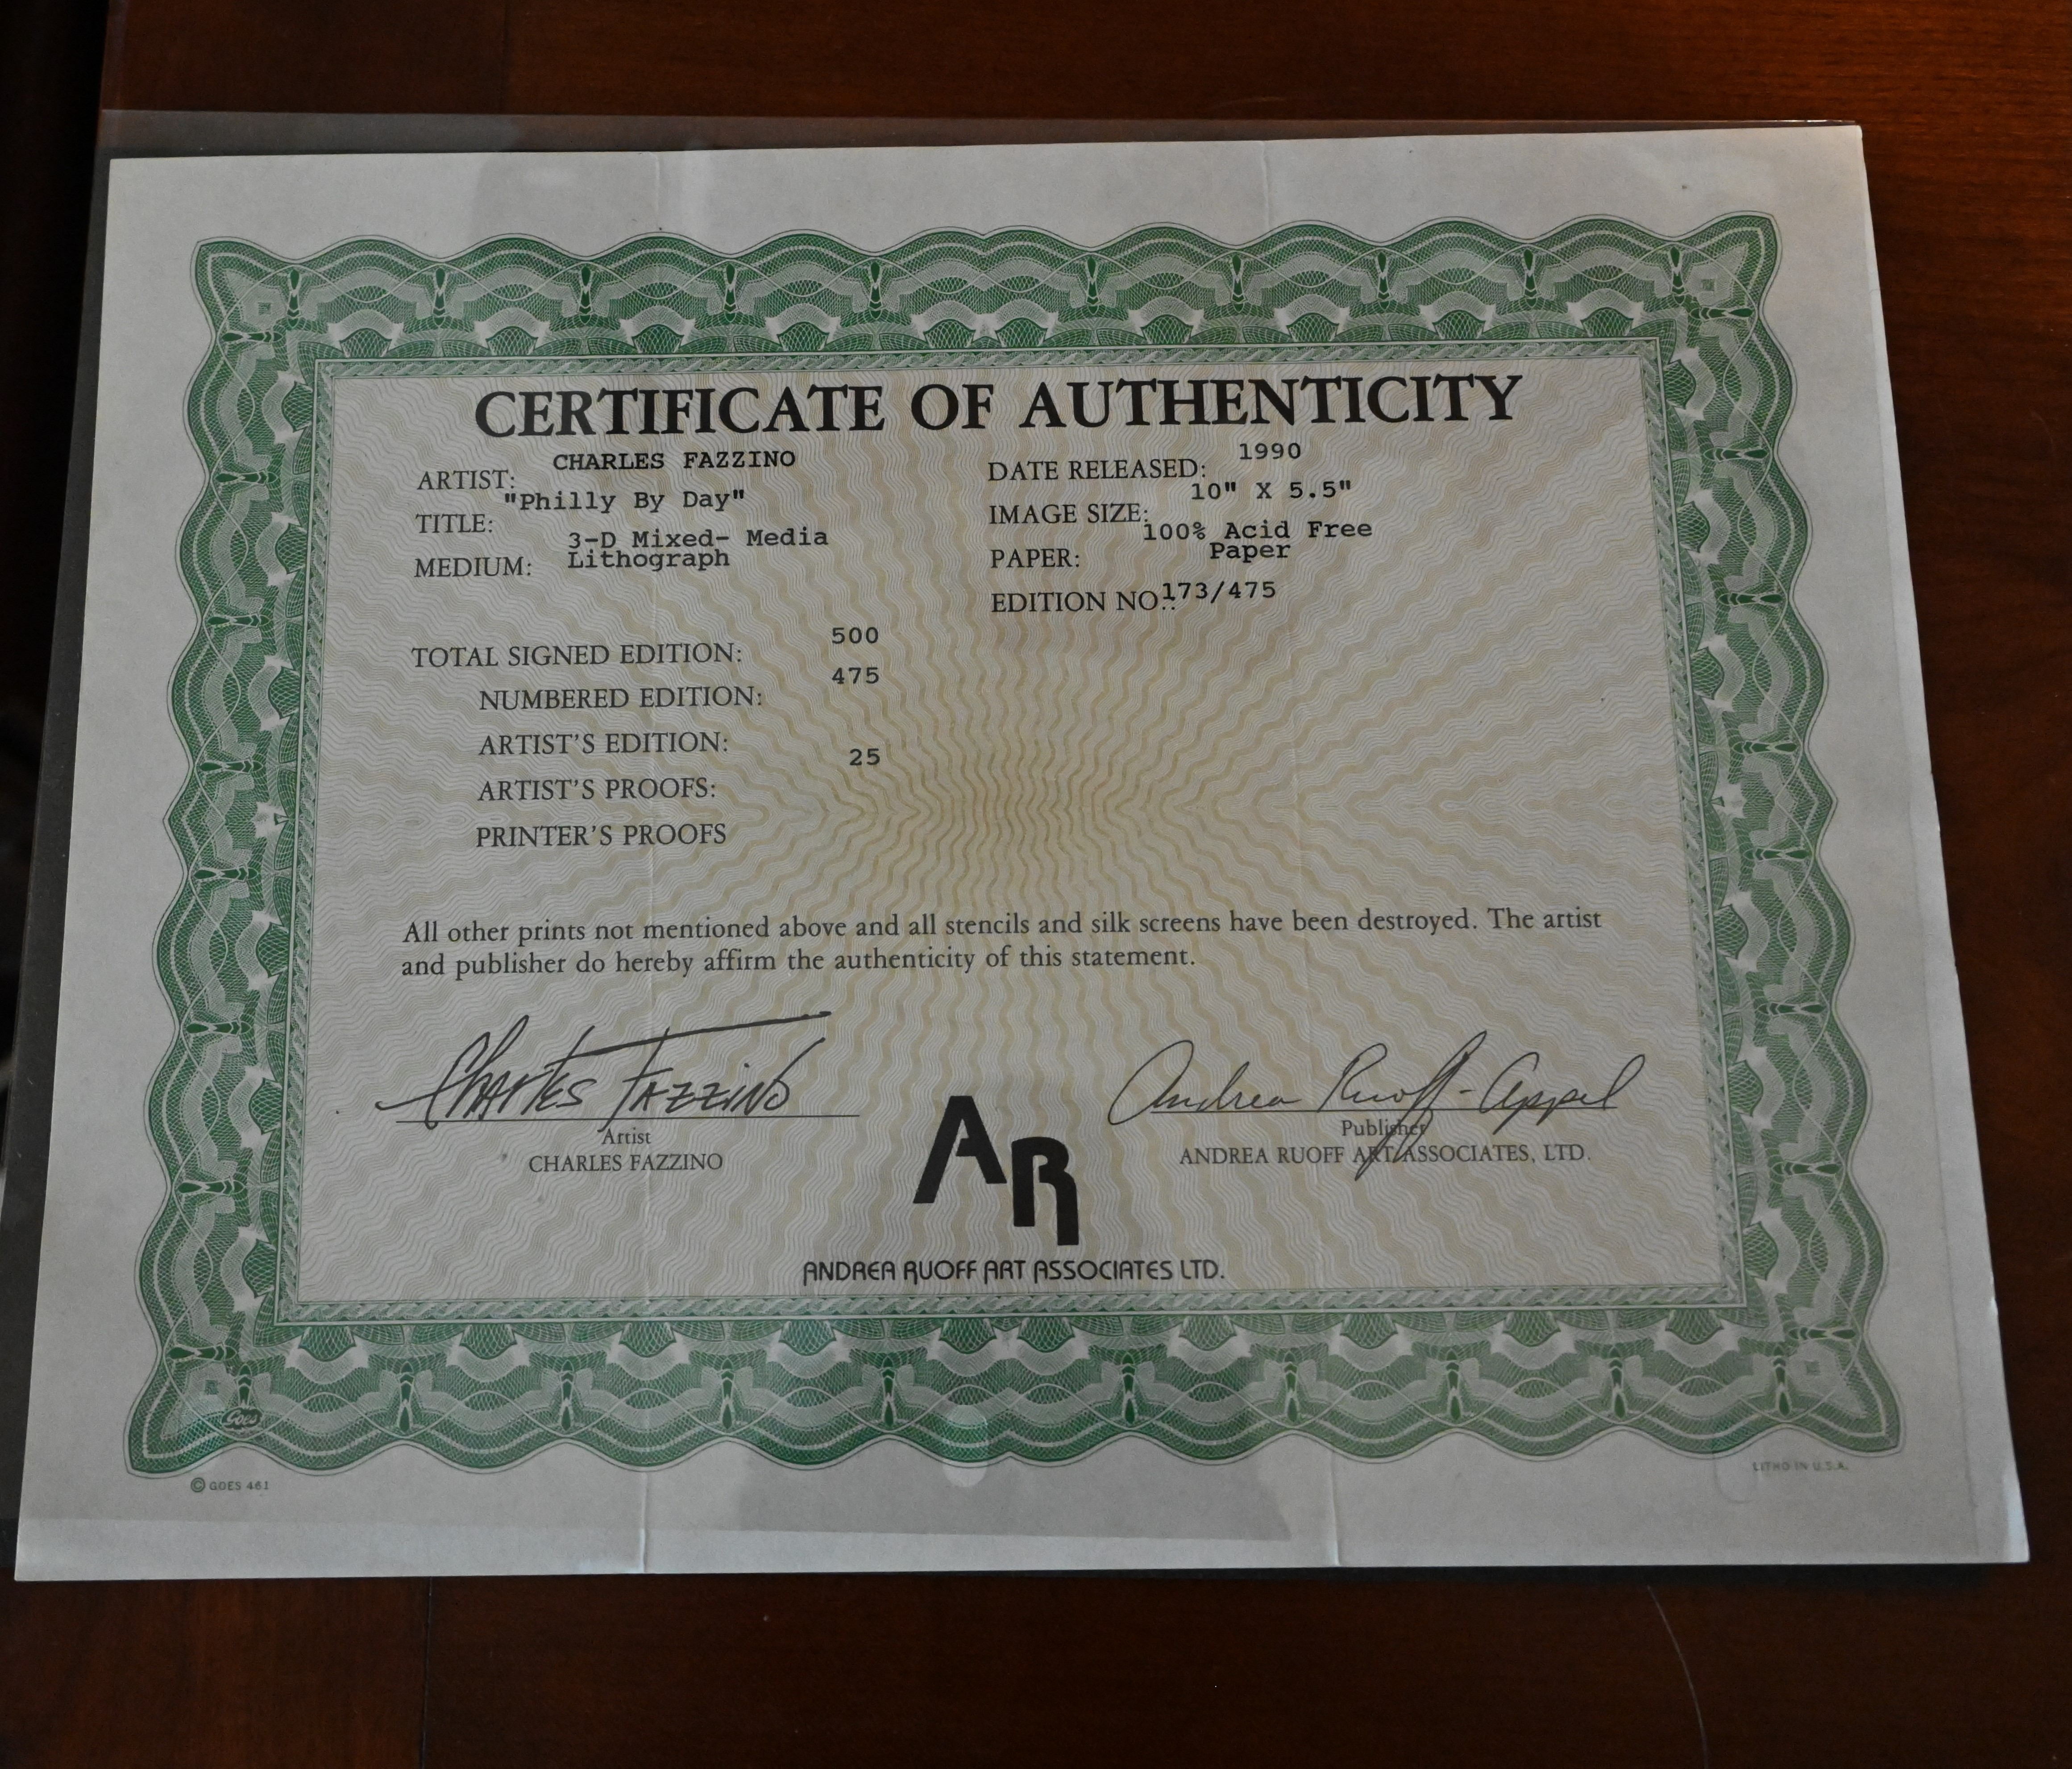 CERTIFICATE OF AUTHENTICITY
ARTIST: CHARLES FAZZINO
TITLE: "Philly By Day"
MEDIUM: 3-D Mixed- Media
Lithograph
DATE RELEASED: 1990
IMAGE SIZE: 10" X 5.5"
PAPER: 100% Acid Free
Paper
EDITION NO.: 173/475
TOTAL SIGNED EDITION: 500
NUMBERED EDITION: 475
ARTIST'S EDITION:
ARTIST'S PROOFS: 25
PRINTER'S PROOFS
All other prints not mentioned above and all stencils and silk screens have been destroyed. The artist
and publisher do hereby affirm the authenticity of this statement.
Charles Fazzino
Artist
CHARLES FAZZINO
Andrea Ruoff-Appel
Publisher
ANDREA RUOFF ART ASSOCIATES, LTD.
AR
ANDREA RUOFF ART ASSOCIATES LTD.
Goes
© GOES 461
LITHO IN U.S.A.